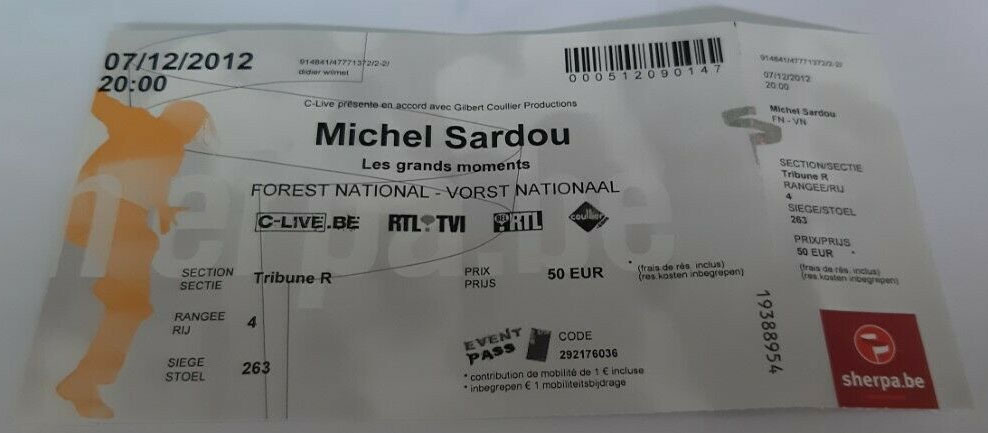 07/12/2012
20:00
914841/47771372/2-2/
didier wilmet
000512090147
C-Live présente en accord avec Gilbert Coullier Productions
Michel Sardou
Les grands moments
FOREST NATIONAL - VORST NATIONAAL
C-LIVE.BE RTL TVI BEL RTL coullier
SECTION
SECTIE
Tribune R
PRIX
PRIJS
50 EUR
* (frais de rés. inclus)
(res.kosten inbegrepen)
RANGEE
RIJ
4
SIEGE
STOEL
263
EVENT
PASS
CODE
292176036
* contribution de mobilité de 1 € incluse
* inbegrepen € 1 mobiliteitsbijdrage
sherpa.be
914841/47771372/2-2/
07/12/2012
20:00
Michel Sardou
FN - VN
SECTION/SECTIE
Tribune R
RANGEE/RIJ
4
SIEGE/STOEL
263
PRIX/PRIJS
50 EUR *
(frais de rés. inclus)
(res.kosten inbegrepen)
19388954
sherpa.be